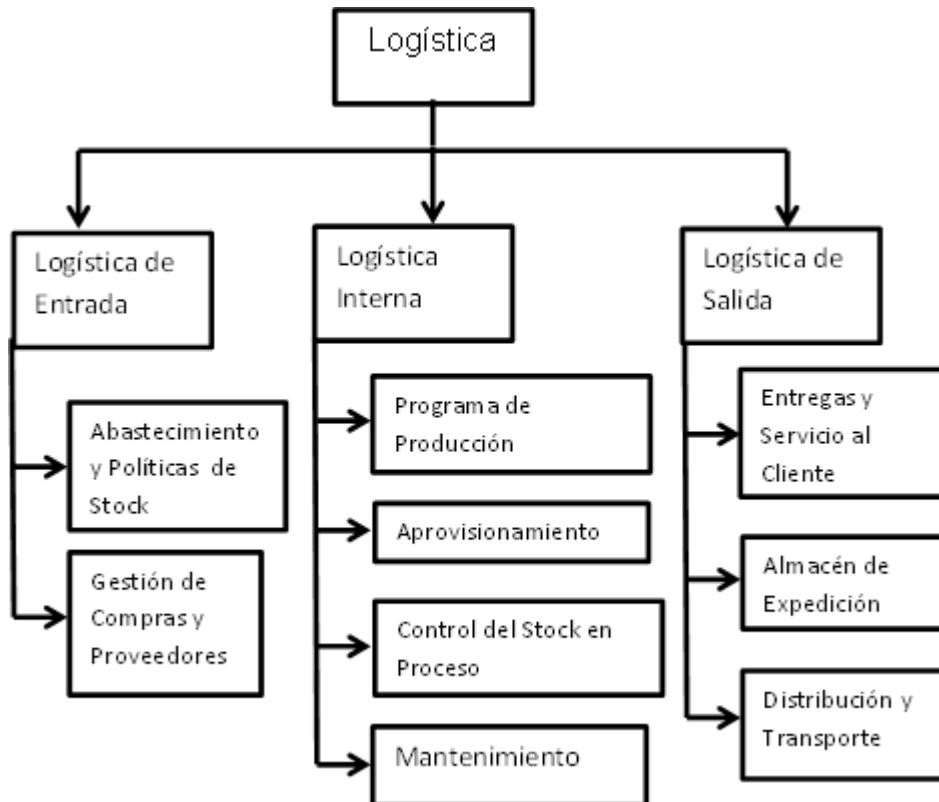 Logística
Logística de
Entrada
Abastecimiento
y Políticas de
Stock
Gestión de
Compras y
Proveedores
Logística
Interna
Programa de
Producción
Aprovisionamiento
Control del Stock en
Proceso
Mantenimiento
Logística de
Salida
Entregas y
Servicio al
Cliente
Almacén de
Expedición
Distribución y
Transporte